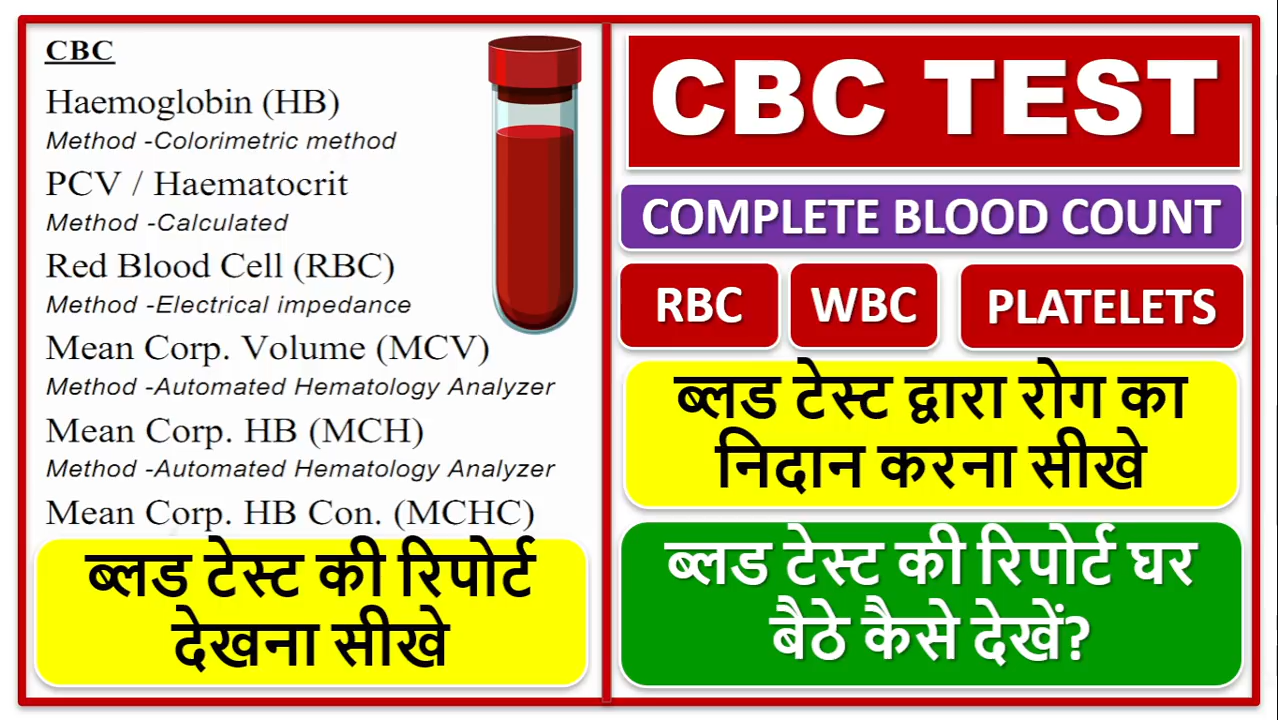 CBC
Haemoglobin (HB)
Method -Colorimetric method
PCV / Haematocrit
Method -Calculated
Red Blood Cell (RBC)
Method -Electrical impedance
Mean Corp. Volume (MCV)
Method -Automated Hematology Analyzer
Mean Corp. HB (MCH)
Method -Automated Hematology Analyzer
Mean Corp. HB Con. (MCHC)
ब्लड टेस्ट की रिपोर्ट
देखना सीखे
CBC TEST
COMPLETE BLOOD COUNT
RBC WBC PLATELETS
ब्लड टेस्ट द्वारा रोग का
निदान करना सीखे
ब्लड टेस्ट की रिपोर्ट घर
बैठे कैसे देखें?